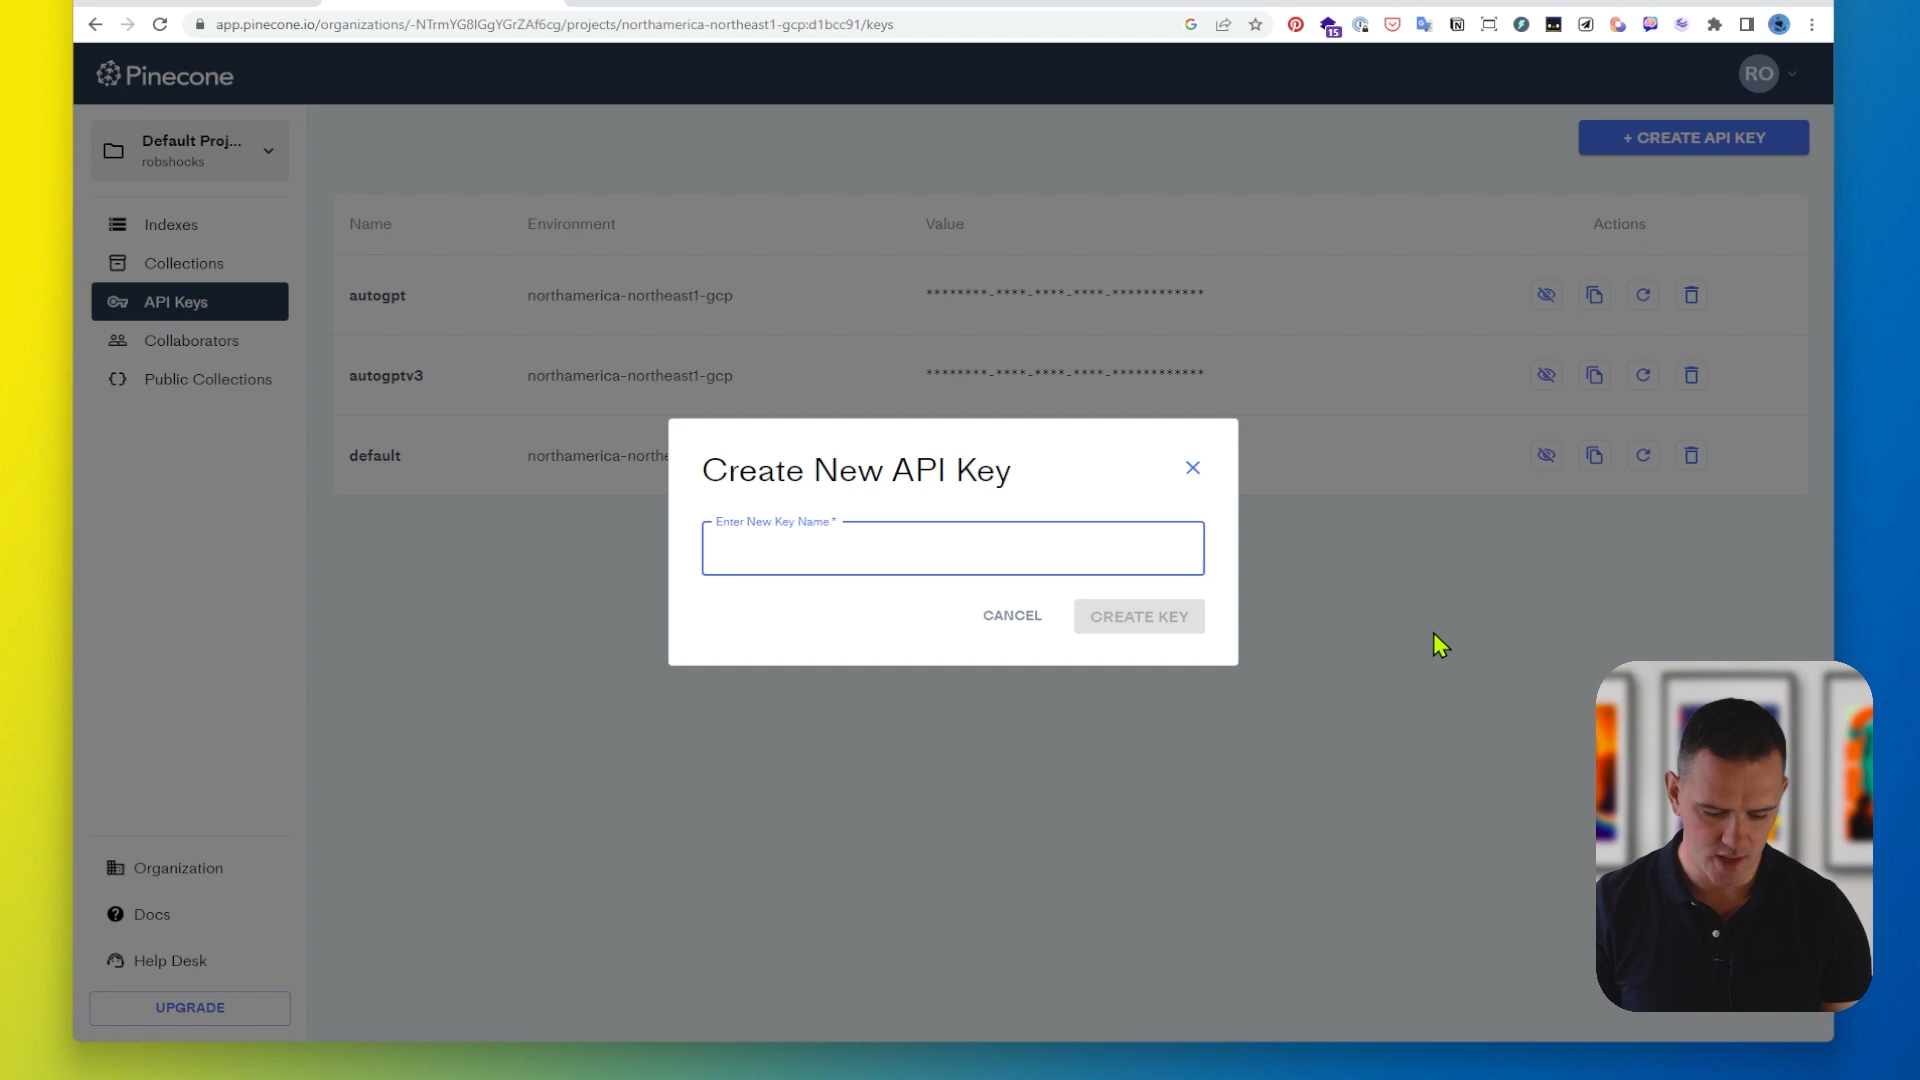 app.pinecone.io/organizations/-NTrmYG8IGgYGrZAf6cg/projects/northamerica-northeast1-gcp:d1bcc91/keys
15
Pinecone
RO
Default Proj...
robshocks
+ CREATE API KEY
Indexes
Collections
API Keys
Collaborators
Public Collections
Name Environment Value Actions
autogpt northamerica-northeast1-gcp ********-****-****-****-************
autogptv3 northamerica-northeast1-gcp ********-****-****-****-************
default northamerica-northe
Create New API Key
Enter New Key Name *
CANCEL CREATE KEY
Organization
Docs
Help Desk
UPGRADE